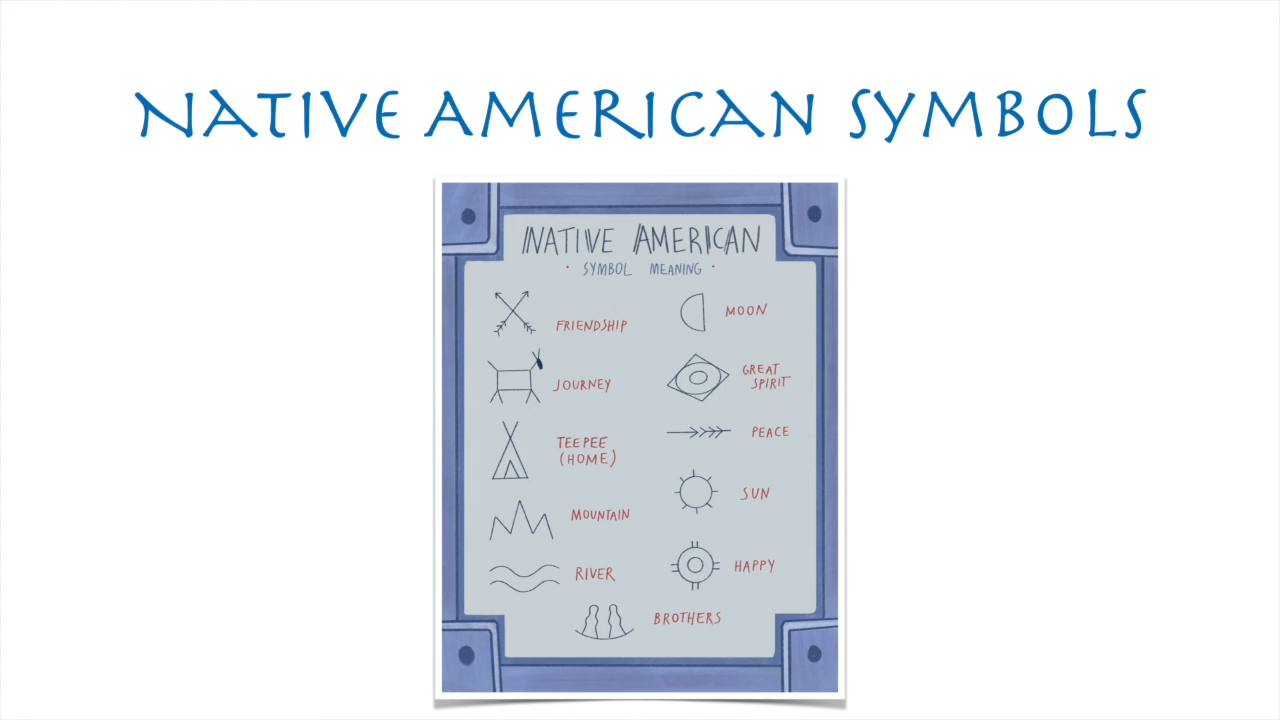 NATIVE AMERICAN SYMBOLS
NATIVE AMERICAN
• SYMBOL MEANING •
FRIENDSHIP
JOURNEY
TEEPEE
(HOME)
MOUNTAIN
RIVER
MOON
GREAT
SPIRIT
PEACE
SUN
HAPPY
BROTHERS